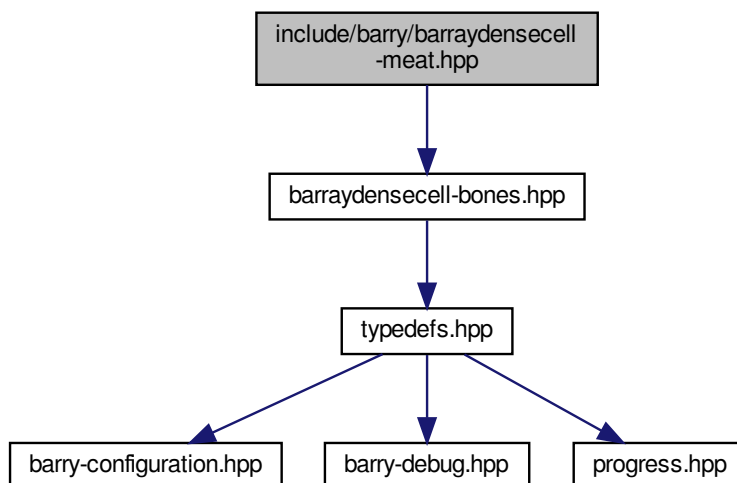 include/barry/barraydensecell
-meat.hpp
barraydensecell-bones.hpp
typedefs.hpp
barry-configuration.hpp
barry-debug.hpp
progress.hpp